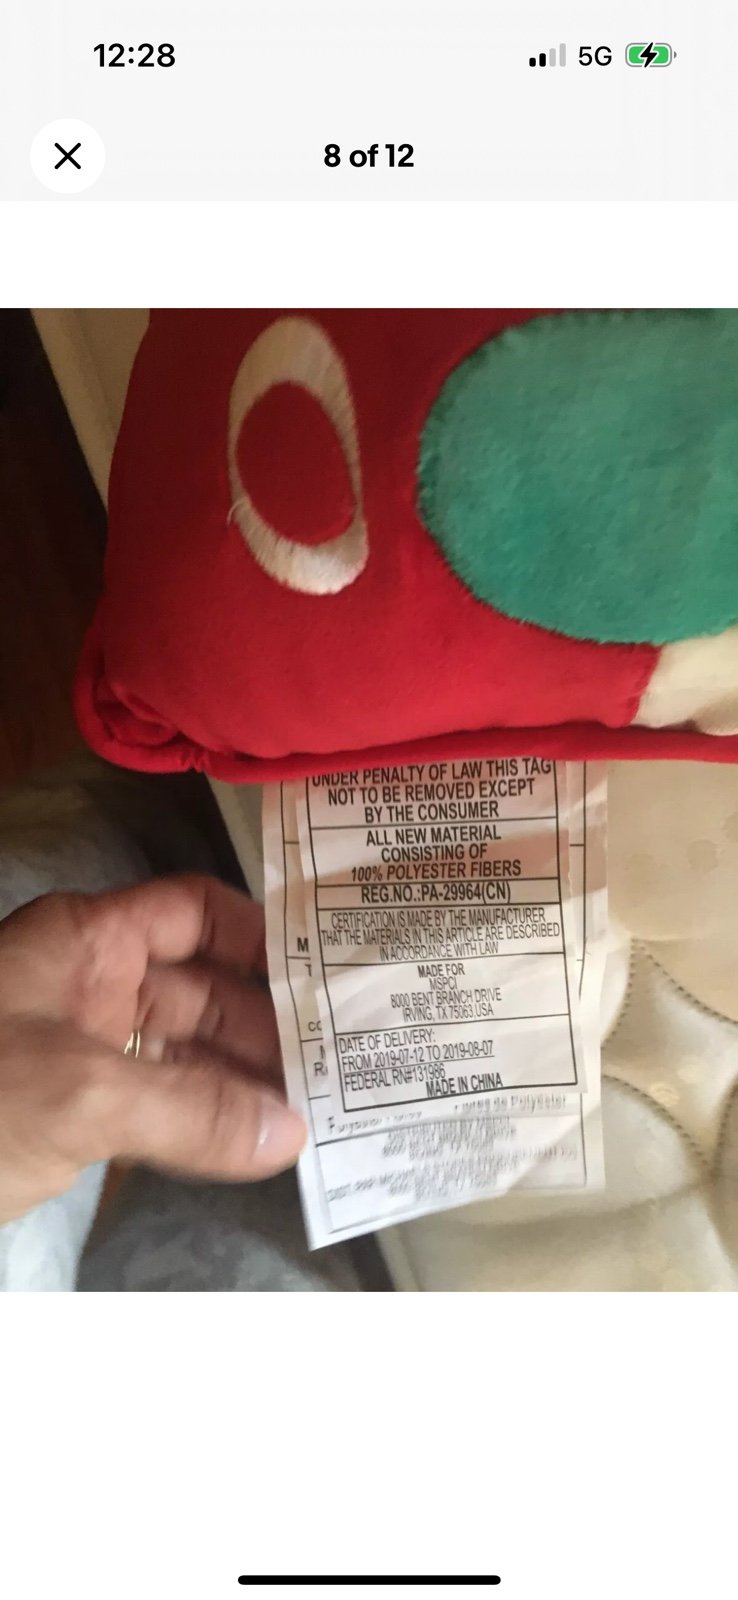 12:28
5G
8 of 12
UNDER PENALTY OF LAW THIS TAG
NOT TO BE REMOVED EXCEPT
BY THE CONSUMER
ALL NEW MATERIAL
CONSISTING OF
100% POLYESTER FIBERS
REG.NO.:PA-29964(CN)
CERTIFICATION IS MADE BY THE MANUFACTURER
THAT THE MATERIALS IN THIS ARTICLE ARE DESCRIBED
IN ACCORDANCE WITH LAW
MADE FOR
MSPCI
8000 BENT BRANCH DRIVE
IRVING, TX 75063,USA
DATE OF DELIVERY:
FROM 2019-07-12 TO 2019-08-07
FEDERAL RN#131986
MADE IN CHINA